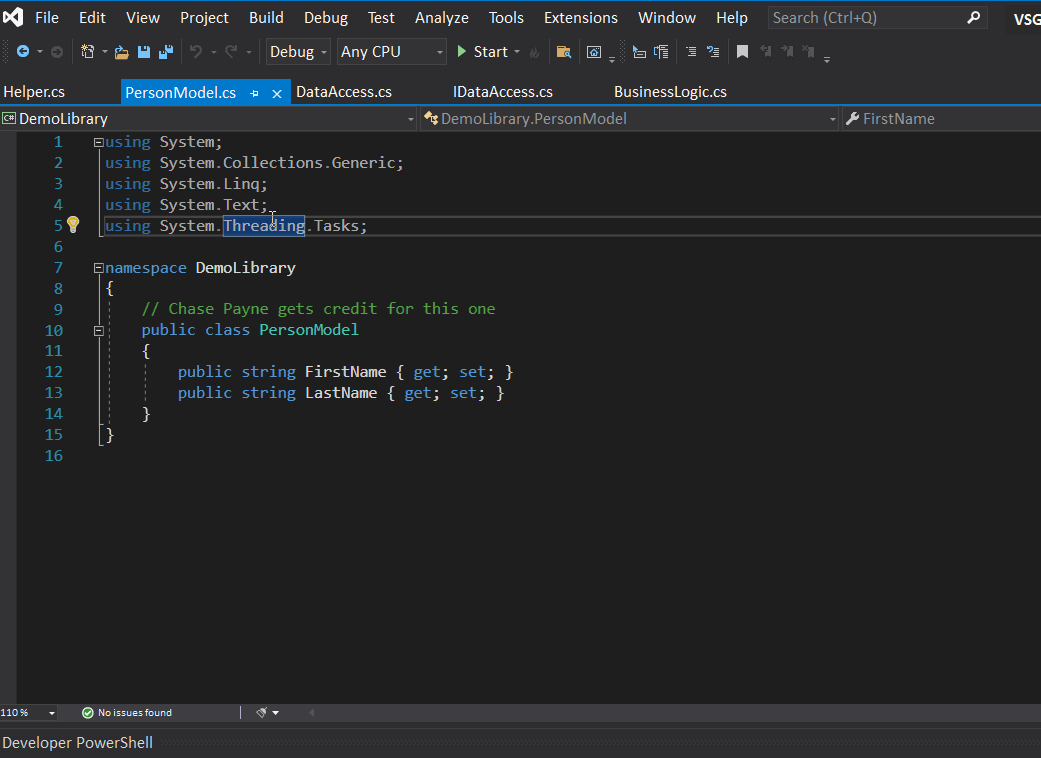 File Edit View Project Build Debug Test Analyze Tools Extensions Window Help Search (Ctrl+Q) VSG
Debug Any CPU Start
Helper.cs PersonModel.cs DataAccess.cs IDataAccess.cs BusinessLogic.cs
C# DemoLibrary DemoLibrary.PersonModel FirstName
1 using System;
2 using System.Collections.Generic;
3 using System.Linq;
4 using System.Text;
5 using System.Threading.Tasks;
6
7 namespace DemoLibrary
8 {
9 // Chase Payne gets credit for this one
10 public class PersonModel
11 {
12 public string FirstName { get; set; }
13 public string LastName { get; set; }
14 }
15 }
16
110 % No issues found
Developer PowerShell